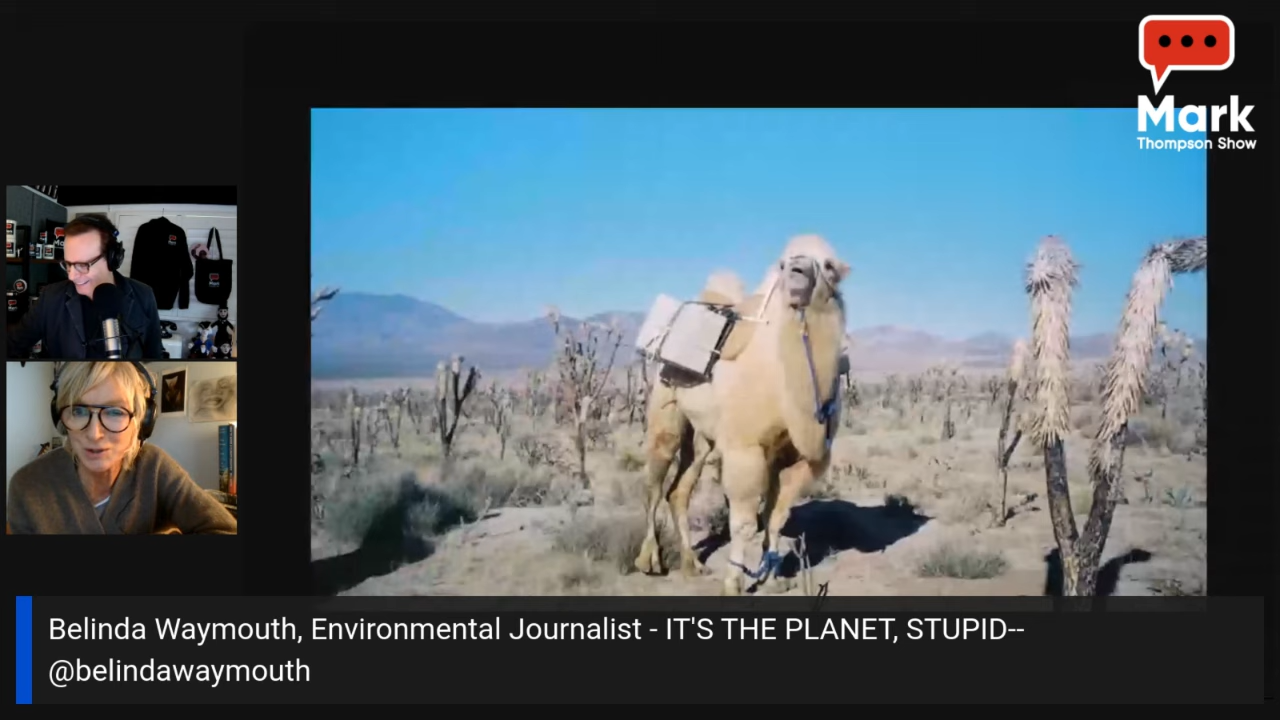 Mark
Thompson Show
Belinda Waymouth, Environmental Journalist - IT'S THE PLANET, STUPID--
@belindawaymouth